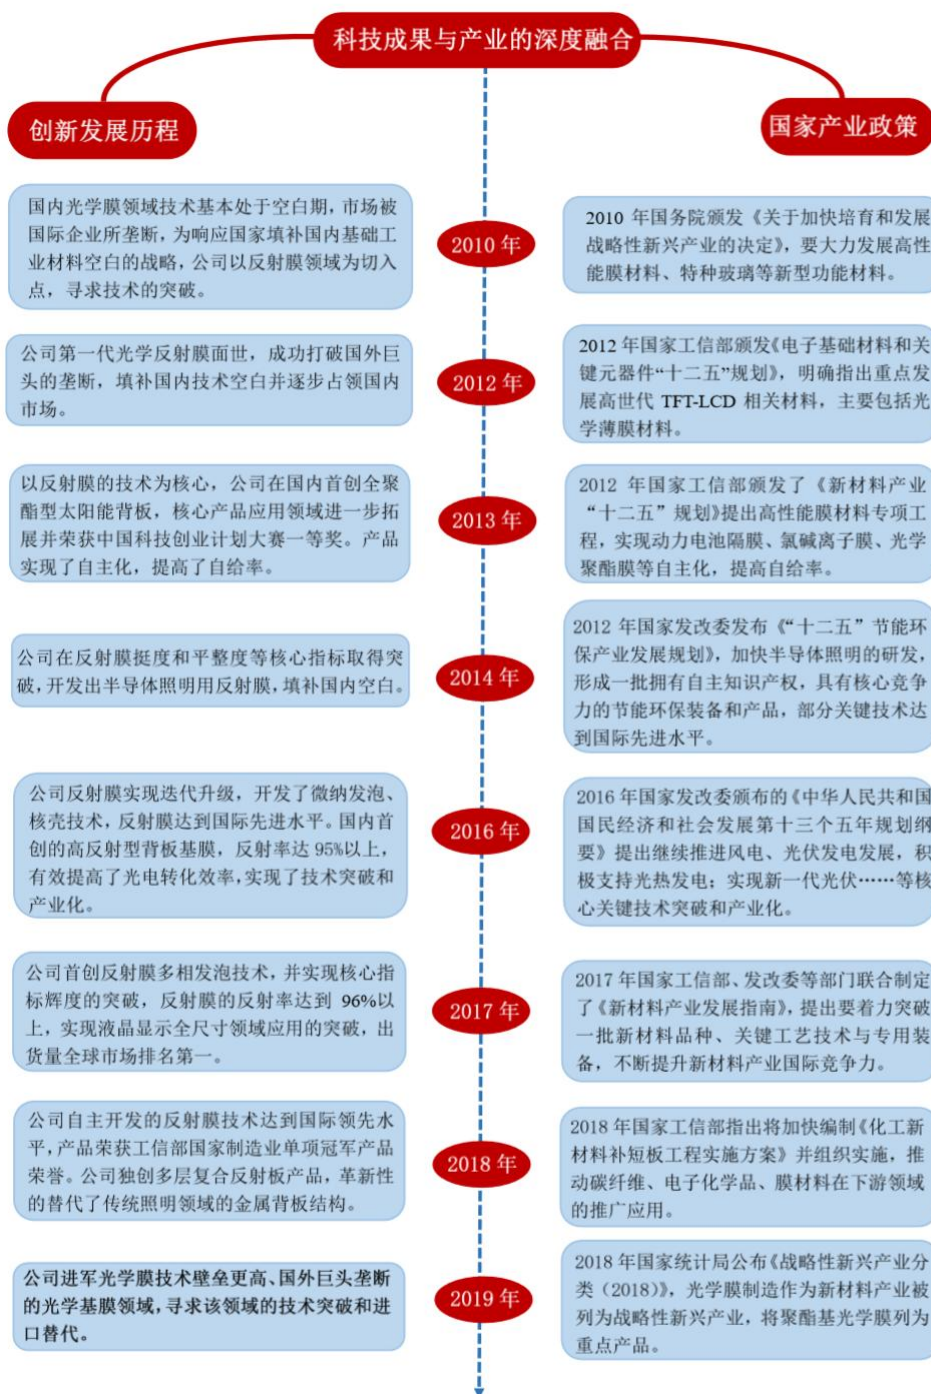 科技成果与产业的深度融合
创新发展历程
国家产业政策
国内光学膜领域技术基本处于空白期，市场被
国际企业所垄断，为响应国家填补国内基础工
业材料空白的战略，公司以反射膜领域为切入
点，寻求技术的突破。
2010 年
2010 年国务院颁发《关于加快培育和发展
战略性新兴产业的决定》，要大力发展高性
能膜材料、特种玻璃等新型功能材料。
公司第一代光学反射膜面世，成功打破国外巨
头的垄断，填补国内技术空白并逐步占领国内
市场。
2012 年
2012 年国家工信部颁发《电子基础材料和关
键元器件“十二五”规划》，明确指出重点发
展高世代 TFT-LCD 相关材料，主要包括光
学薄膜材料。
以反射膜的技术为核心，公司在国内首创全聚
酯型太阳能背板，核心产品应用领域进一步拓
展并荣获中国科技创业计划大赛一等奖。产品
实现了自主化，提高了自给率。
2013 年
2012 年国家工信部颁发了《新材料产业
“十二五”规划》提出高性能膜材料专项工
程，实现动力电池隔膜、氯碱离子膜、光学
聚酯膜等自主化，提高自给率。
公司在反射膜挺度和平整度等核心指标取得突
破，开发出半导体照明用反射膜，填补国内空白。
2014 年
2012 年国家发改委发布《“十二五”节能环
保产业发展规划》，加快半导体照明的研发，
形成一批拥有自主知识产权，具有核心竞争
力的节能环保装备和产品，部分关键技术达
到国际先进水平。
公司反射膜实现迭代升级，开发了微纳发泡、
核壳技术，反射膜达到国际先进水平。国内首
创的高反射型背板基膜，反射率达 95%以上，
有效提高了光电转化效率，实现了技术突破和
产业化。
2016 年
2016 年国家发改委颁布的《中华人民共和国
国民经济和社会发展第十三个五年规划纲
要》提出继续推进风电、光伏发电发展，积
极支持光热发电；实现新一代光伏……等核
心关键技术突破和产业化。
公司首创反射膜多相发泡技术，并实现核心指
标辉度的突破，反射膜的反射率达到 96%以
上，实现液晶显示全尺寸领域应用的突破，出
货量全球市场排名第一。
2017 年
2017 年国家工信部、发改委等部门联合制定
了《新材料产业发展指南》，提出要着力突破
一批新材料品种、关键工艺技术与专用装
备，不断提升新材料产业国际竞争力。
公司自主开发的反射膜技术达到国际领先水
平，产品荣获工信部国家制造业单项冠军产品
荣誉。公司独创多层复合反射板产品，革新性
的替代了传统照明领域的金属背板结构。
2018 年
2018 年国家工信部指出将加快编制《化工新
材料补短板工程实施方案》并组织实施，推
动碳纤维、电子化学品、膜材料在下游领域
的推广应用。
公司进军光学膜技术壁垒更高、国外巨头垄断
的光学基膜领域，寻求该领域的技术突破和进
口替代。
2019 年
2018 年国家统计局公布《战略性新兴产业分
类（2018）》，光学膜制造作为新材料产业被
列为战略性新兴产业，将聚酯基光学膜列为
重点产品。